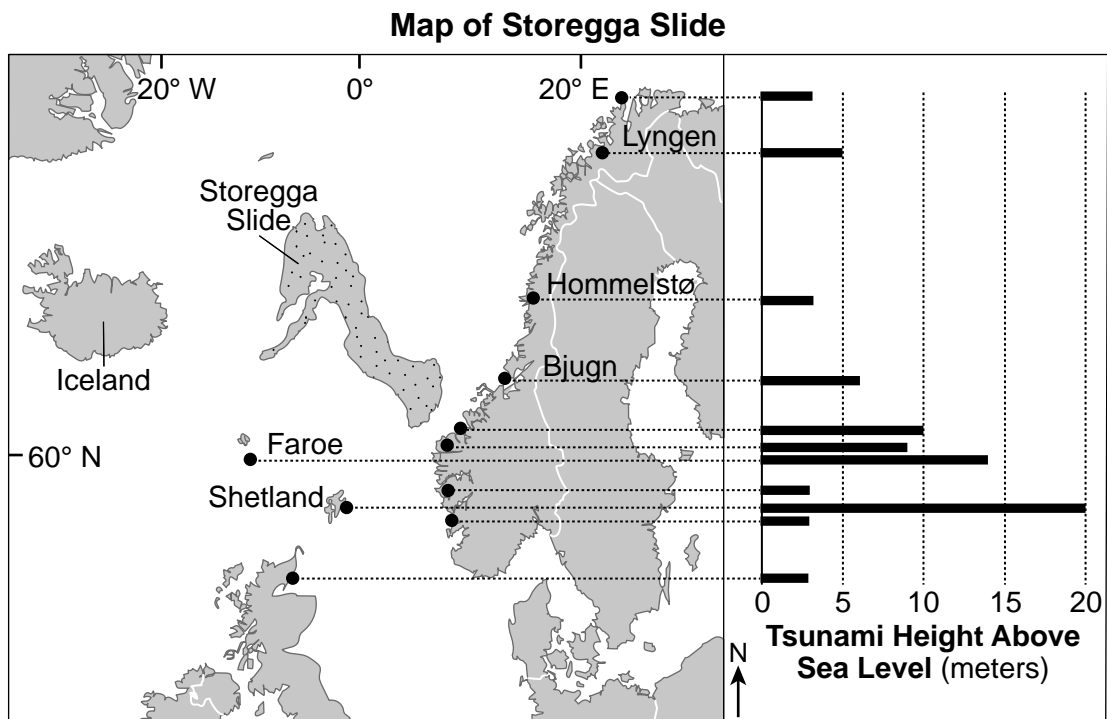 Map of Storegga Slide
20° W
0°
20° E
Lyngen
Storegga
Slide
Hommelstø
Iceland
Bjugn
Faroe
60° N
Shetland
0
5
10
15
20
Tsunami Height Above
Sea Level (meters)
N